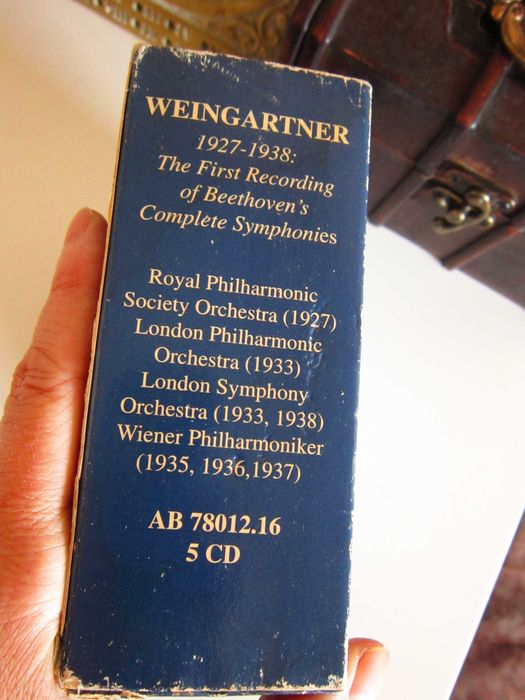 WEINGARTNER
1927-1938:
The First Recording
of Beethoven's
Complete Symphonies
Royal Philharmonic
Society Orchestra (1927)
London Philharmonic
Orchestra (1933)
London Symphony
Orchestra (1933, 1938)
Wiener Philharmoniker
(1935, 1936,1937)
AB 78012.16
5 CD